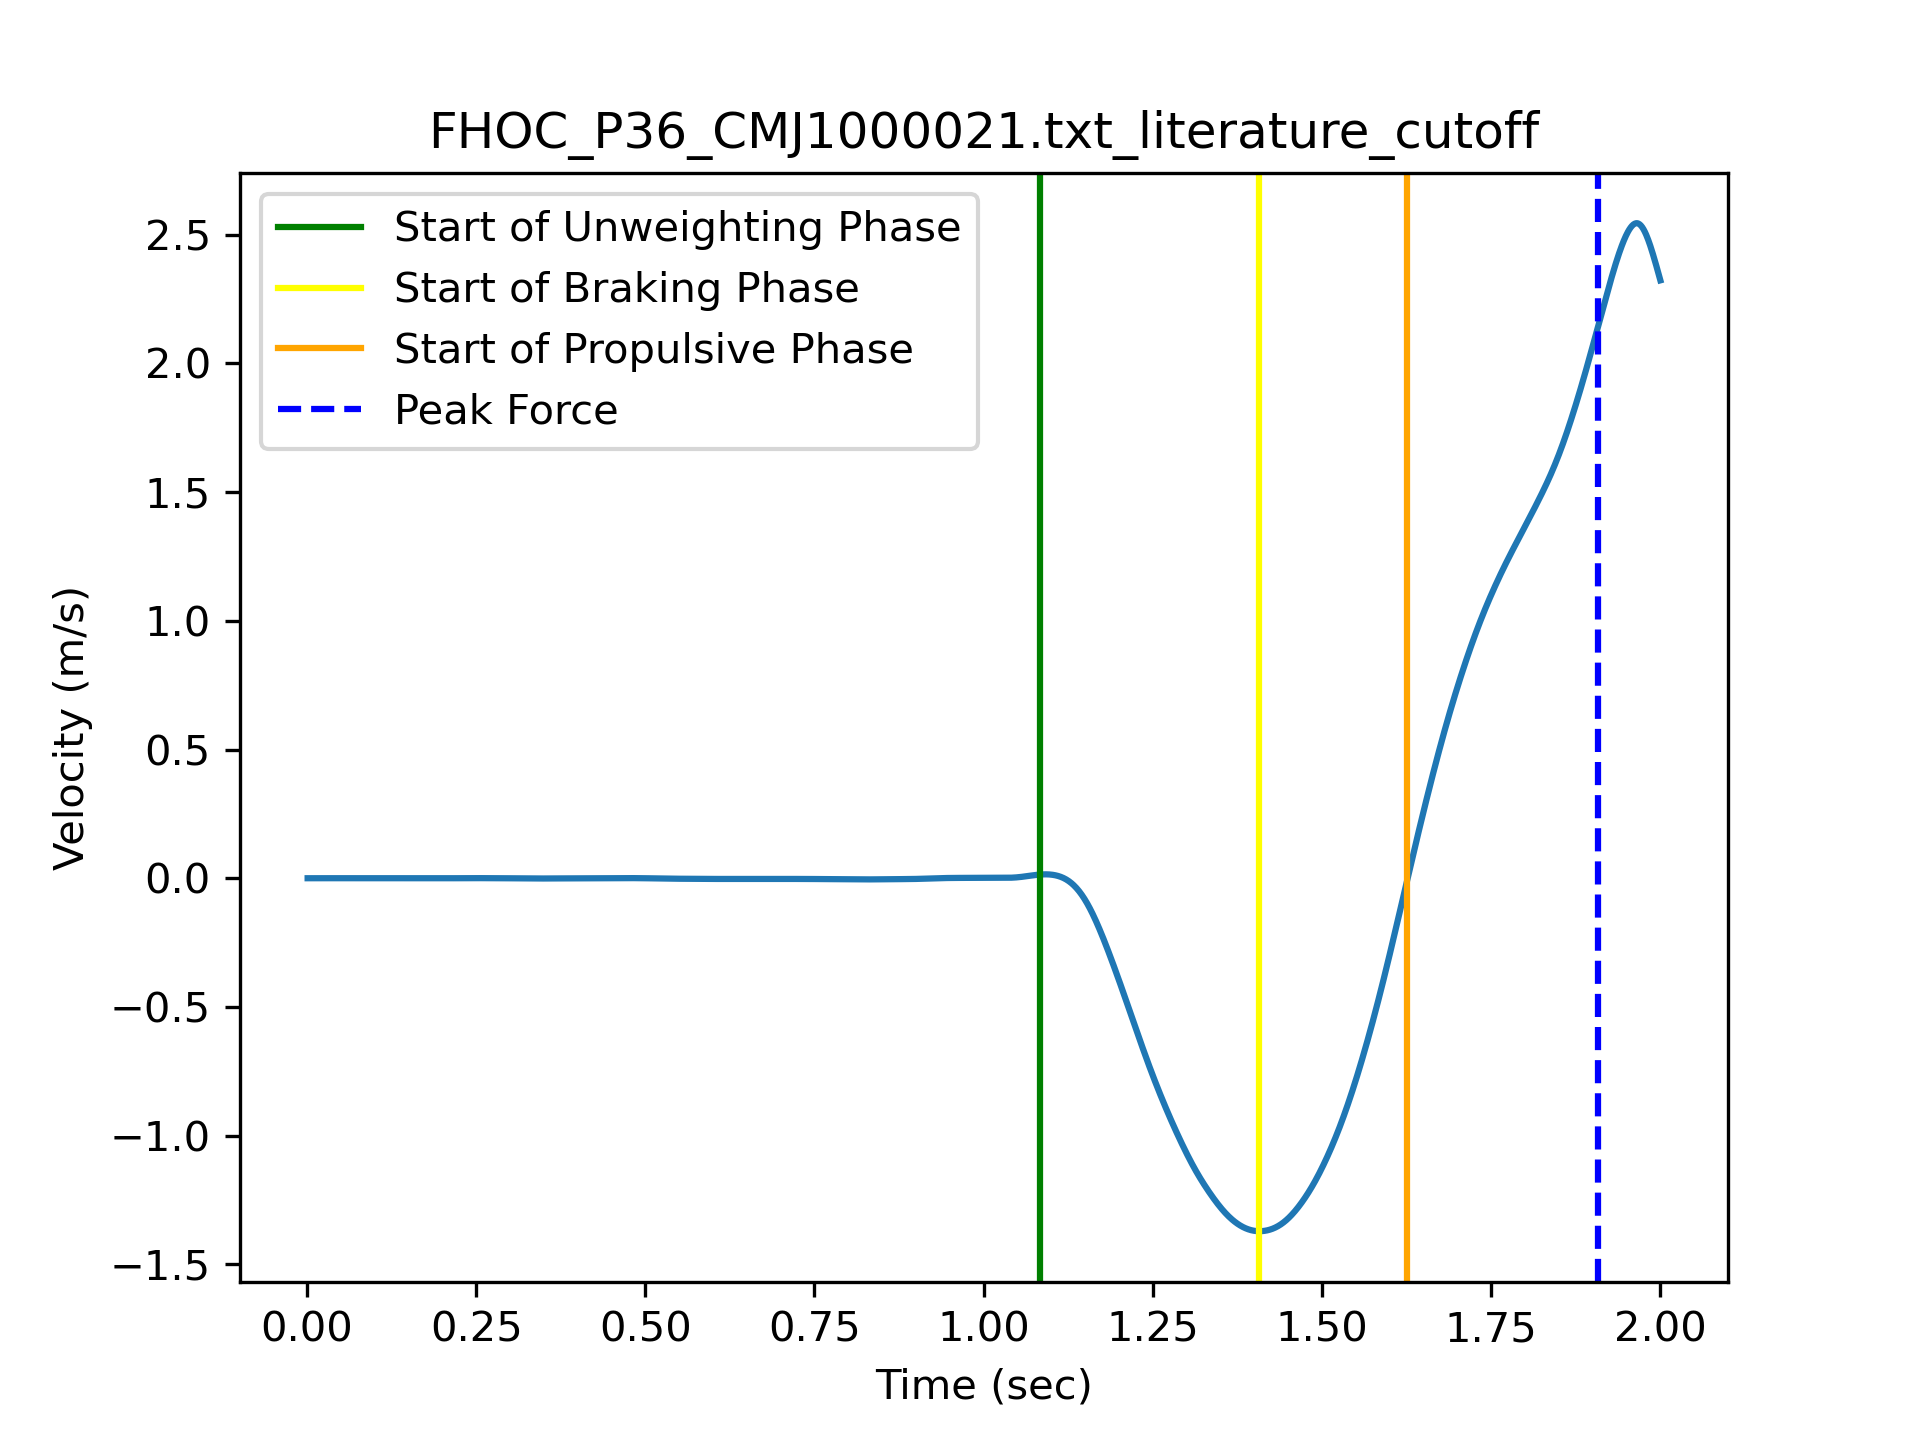 FHOC_P36_CMJ1000021.txt_literature_cutoff
Start of Unweighting Phase
Start of Braking Phase
Start of Propulsive Phase
Peak Force
2.5
2.0
1.5
1.0
0.5
0.0
−0.5
−1.0
−1.5
Velocity (m/s)
0.00 0.25 0.50 0.75 1.00 1.25 1.50 1.75 2.00
Time (sec)